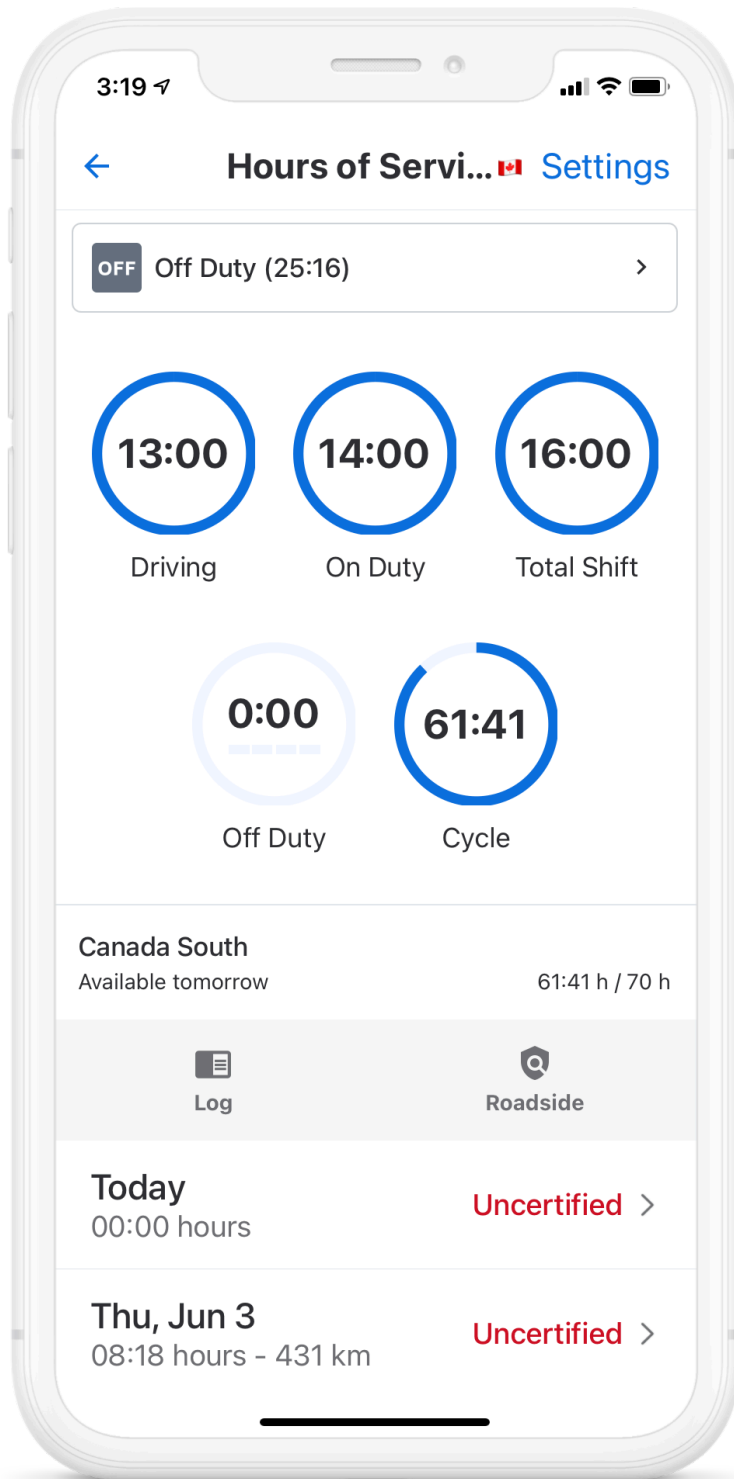 3:19
Hours of Servi... Settings
OFF Off Duty (25:16)
13:00 14:00 16:00
Driving On Duty Total Shift
0:00 61:41
Off Duty Cycle
Canada South
Available tomorrow 61:41 h / 70 h
Log Roadside
Today
00:00 hours Uncertified
Thu, Jun 3
08:18 hours - 431 km Uncertified